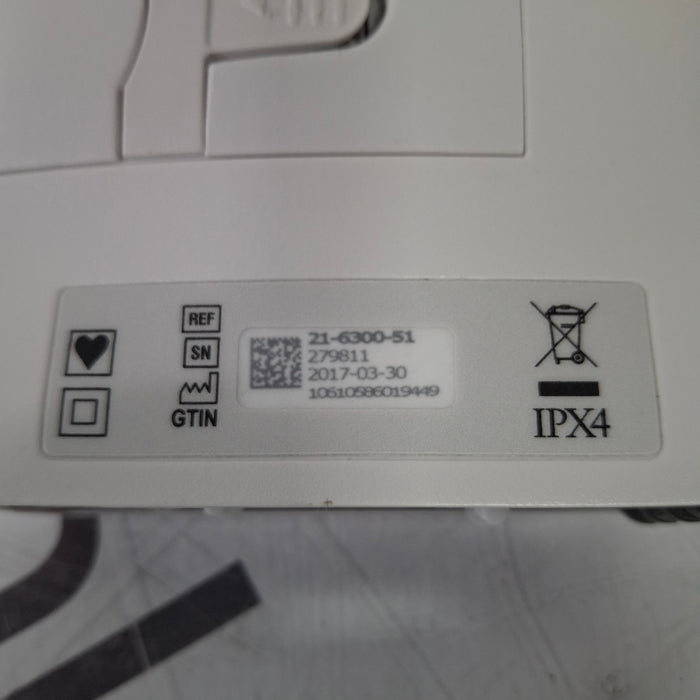 REF 21-6300-51
SN 279811
2017-03-30
GTIN 10610586019449
IPX4